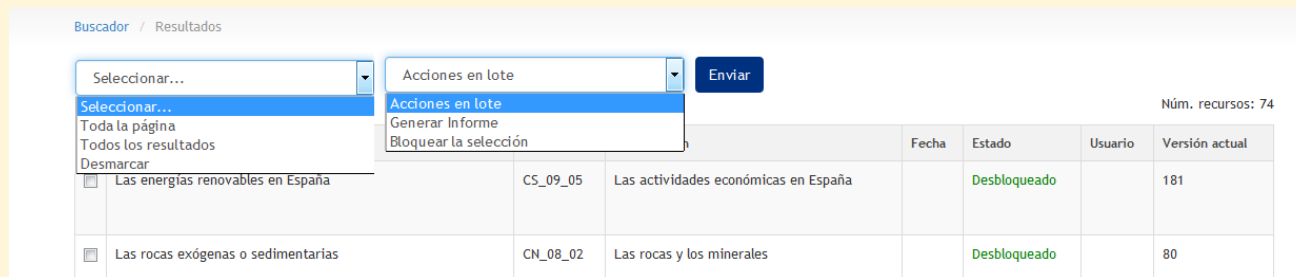 Buscador / Resultados
Seleccionar... Acciones en lote Enviar
Seleccionar... Acciones en lote
Núm. recursos: 74
Toda la página Generar Informe
Todos los resultados Bloquear la selección
Fecha Estado Usuario Versión actual
Desmarcar
Las energías renovables en España CS_09_05 Las actividades económicas en España Desbloqueado 181
Las rocas exógenas o sedimentarias CN_08_02 Las rocas y los minerales Desbloqueado 80